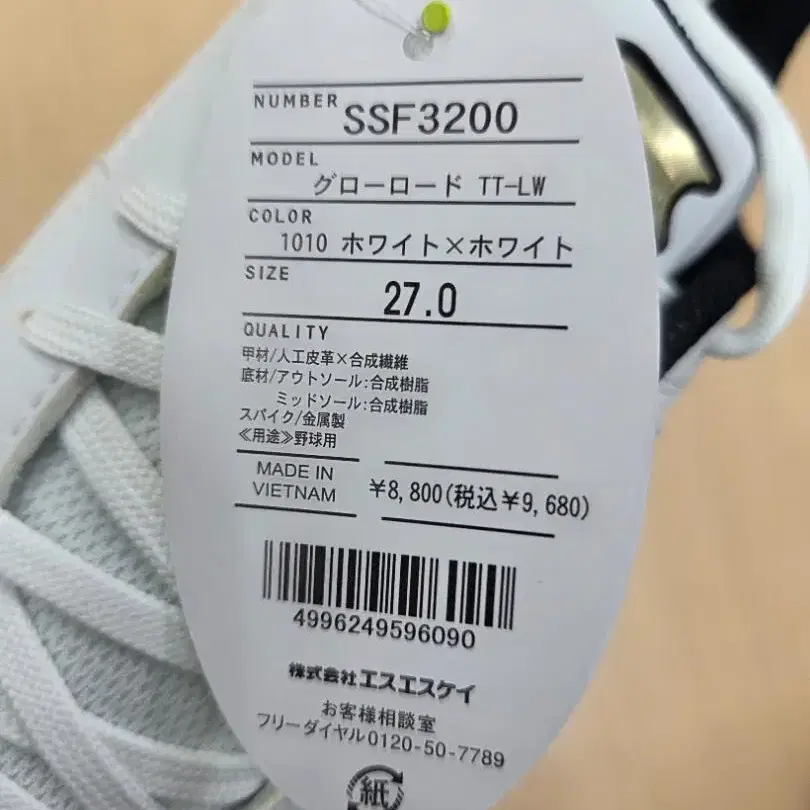 NUMBER SSF3200
MODEL
グローロード TT-LW
COLOR
1010 ホワイト×ホワイト
SIZE
27.0
QUALITY
甲材/人工皮革×合成繊維
底材/アウトソール:合成樹脂
ミッドソール:合成樹脂
スパイク/金属製
≪用途≫野球用
MADE IN
VIETNAM
¥8,800(税込¥9,680)
4996249596090
株式会社エスエスケイ
お客様相談室
フリーダイヤル0120-50-7789
紙